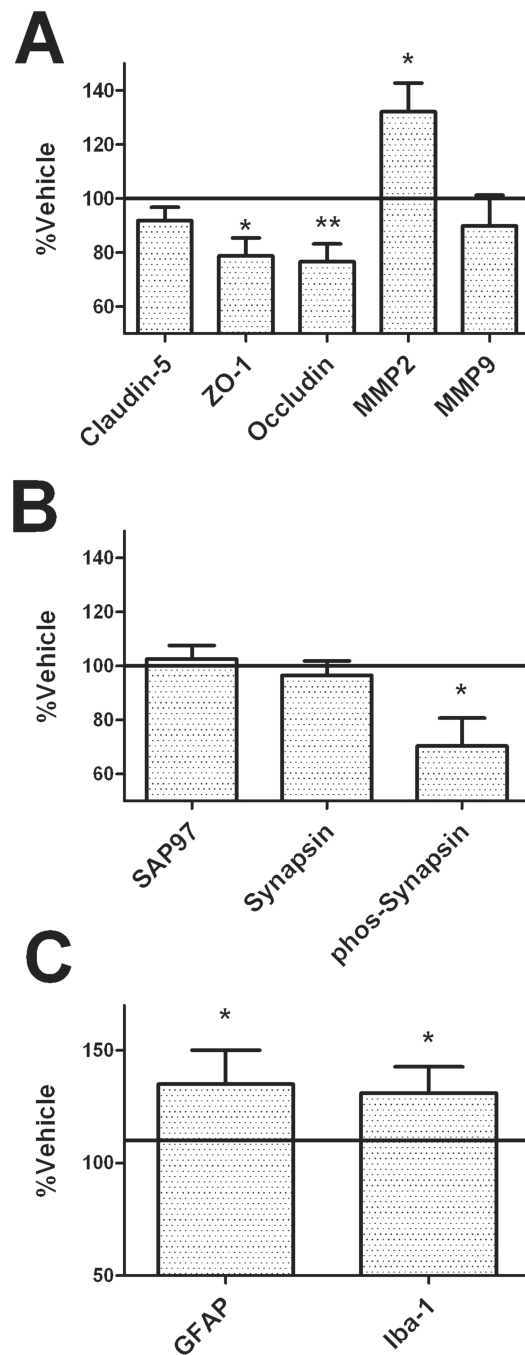 A
%Vehicle
140
120
100
80
60
*
**
*
Claudin-5
ZO-1
Occludin
MMP2
MMP9
B
%Vehicle
140
120
100
80
60
*
SAP97
Synapsin
phos-Synapsin
C
%Vehicle
150
100
50
*
*
GFAP
Iba-1